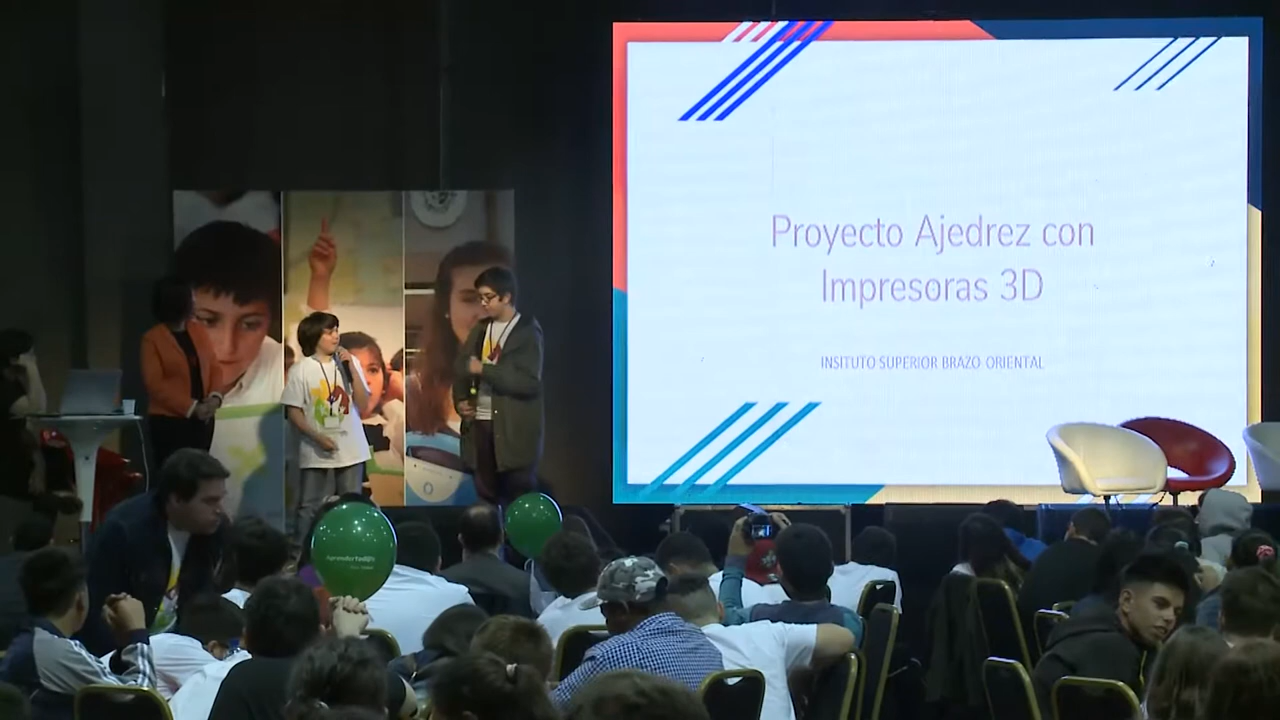 Proyecto Ajedrez con
Impresoras 3D
INSITUTO SUPERIOR BRAZO ORIENTAL